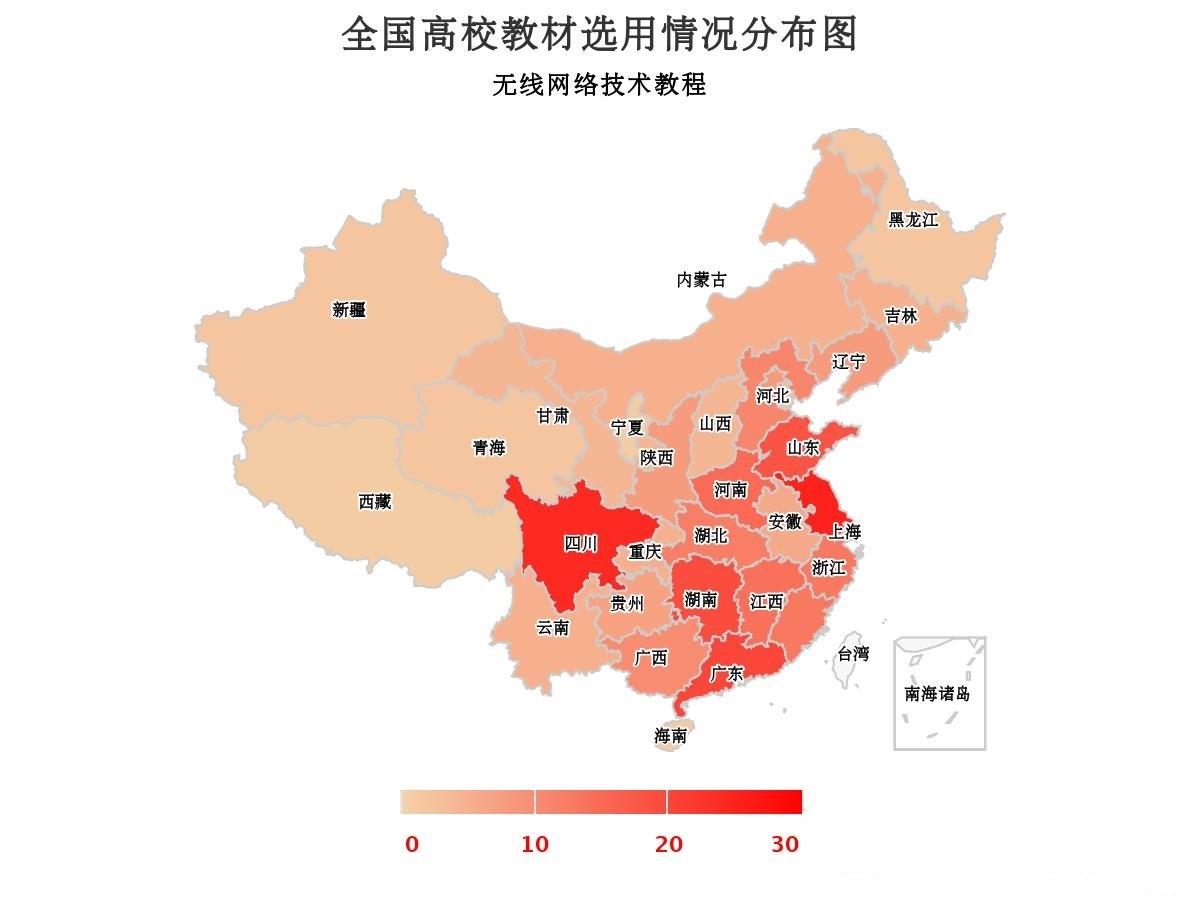 全国高校教材选用情况分布图
无线网络技术教程
黑龙江
内蒙古
新疆
吉林
辽宁
河北
甘肃
宁夏
山西
青海
山东
陕西
西藏
河南
安徽
上海
四川
湖北
重庆
浙江
贵州
湖南
江西
云南
广西
台湾
广东
南海诸岛
海南
0 10 20 30